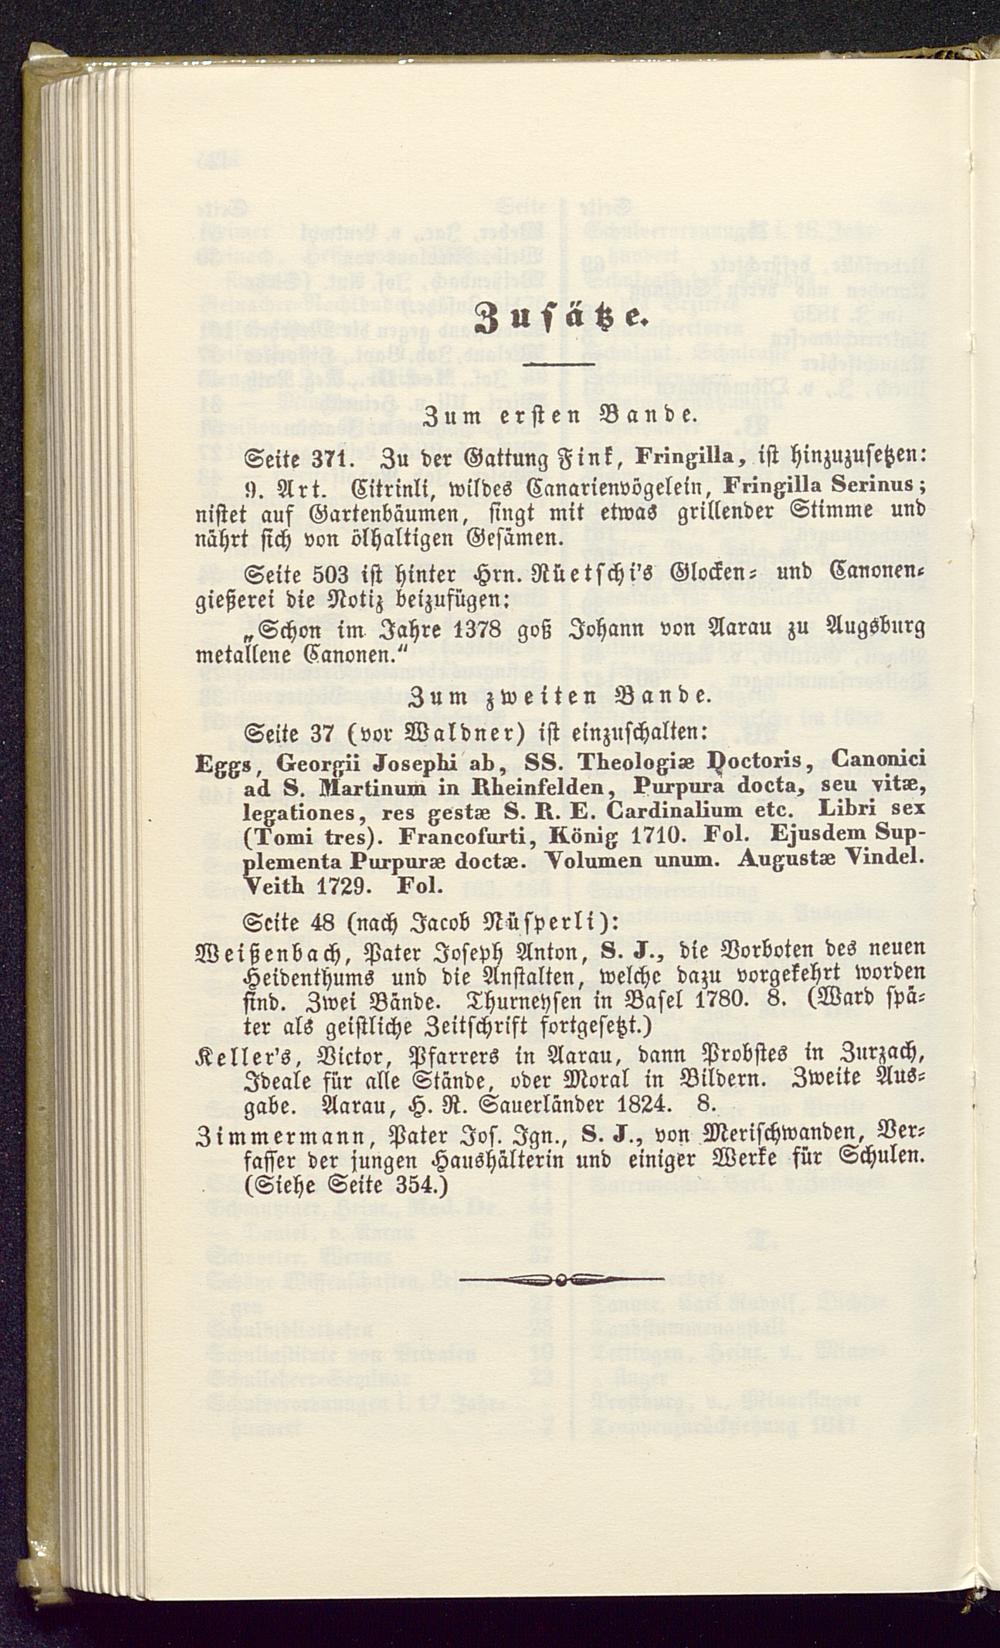 Zusätze.
Zum ersten Bande.
Seite 371. Zu der Gattung Fink, Fringilla, ist hinzuzusetzen:
9. Art. Citrinli, wildes Canarienvögelein, Fringilla Serinus;
nistet auf Gartenbäumen, singt mit etwas grillender Stimme und
nährt sich von ölhaltigen Gesämen.
Seite 503 ist hinter Hrn. Rüetschi's Glocken- und Canonen-
gießerei die Notiz beizufügen:
„Schon im Jahre 1378 goß Johann von Aarau zu Augsburg
metallene Canonen."
Zum zweiten Bande.
Seite 37 (vor Waldner) ist einzuschalten:
Eggs, Georgii Josephi ab, SS. Theologiæ Doctoris, Canonici
ad S. Martinum in Rheinfelden, Purpura docta, seu vitæ,
legationes, res gestæ S. R. E. Cardinalium etc. Libri sex
(Tomi tres). Francofurti, König 1710. Fol. Ejusdem Sup-
plementa Purpuræ doctæ. Volumen unum. Augustæ Vindel.
Veith 1729. Fol.
Seite 48 (nach Jacob Nüsperli):
Weißenbach, Pater Joseph Anton, S. J., die Vorboten des neuen
Heidenthums und die Anstalten, welche dazu vorgekehrt worden
sind. Zwei Bände. Thurneysen in Basel 1780. 8. (Ward spä-
ter als geistliche Zeitschrift fortgesetzt.)
Keller's, Victor, Pfarrers in Aarau, dann Probstes in Zurzach,
Ideale für alle Stände, oder Moral in Bildern. Zweite Aus-
gabe. Aarau, H. R. Sauerländer 1824. 8.
Zimmermann, Pater Jos. Ign., S. J., von Merischwanden, Ver-
fasser der jungen Haushälterin und einiger Werke für Schulen.
(Siehe Seite 354.)